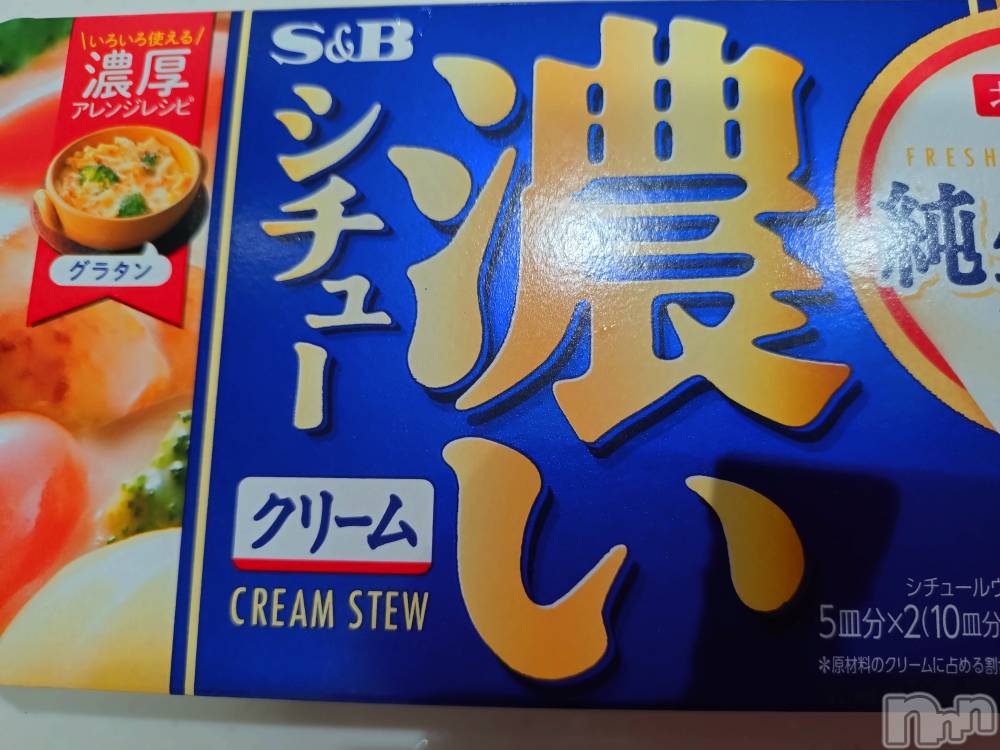 \いろいろ使える/
濃厚
アレンジレシピ
グラタン
S&B
シチュー
濃い
クリーム
CREAM STEW
FRESH
純
シチュールウ
5皿分×2(10皿分
*原材料のクリームに占める割
nnn